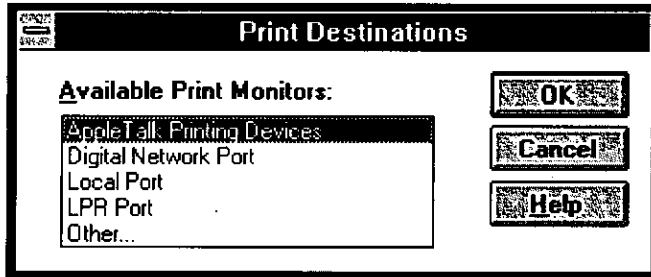 Print Destinations
Available Print Monitors:
AppleTalk Printing Devices
Digital Network Port
Local Port
LPR Port
Other...
OK
Cancel
Help